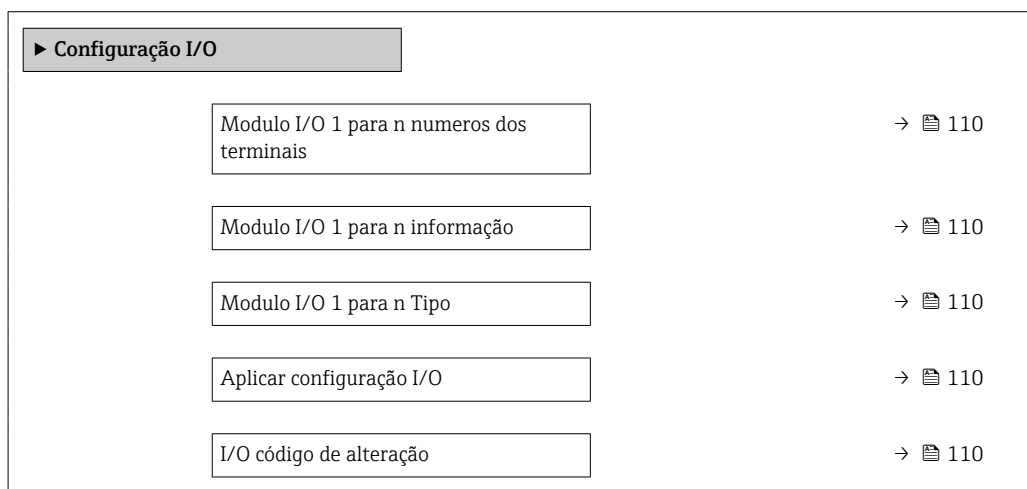 ▶ Configuração I/O
Modulo I/O 1 para n numeros dos
terminais
→ 110
Modulo I/O 1 para n informação
→ 110
Modulo I/O 1 para n Tipo
→ 110
Aplicar configuração I/O
→ 110
I/O código de alteração
→ 110